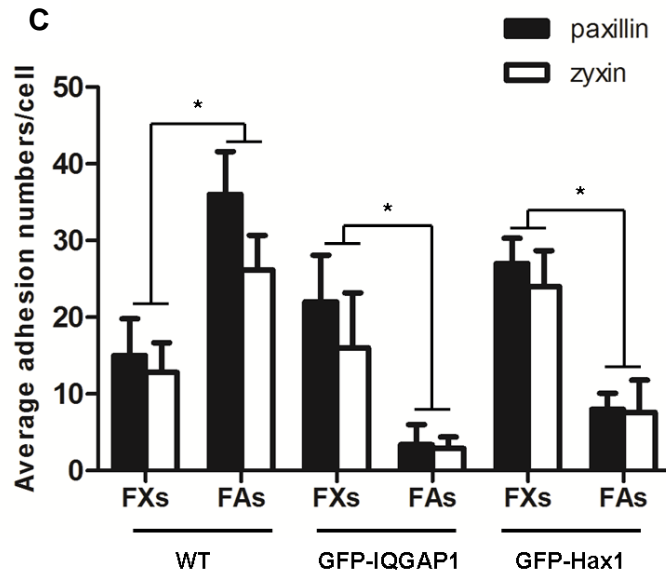 C
paxillin
zyxin
Average adhesion numbers/cell
50
40
30
20
10
0
*
*
*
FXs FAs FXs FAs FXs FAs
WT GFP-IQGAP1 GFP-Hax1